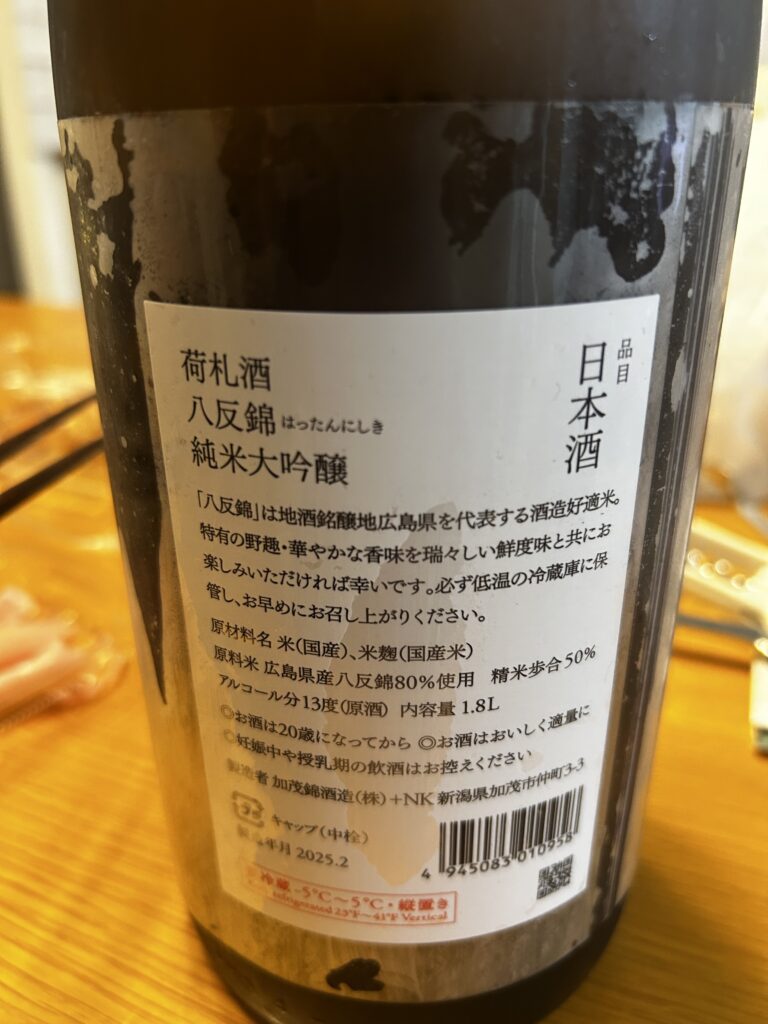 荷札酒
八反錦 はったんにしき
純米大吟醸
品目
日本酒
「八反錦」は地酒銘醸地広島県を代表する酒造好適米。
特有の野趣・華やかな香味を瑞々しい鮮度味と共にお
楽しみいただければ幸いです。必ず低温の冷蔵庫に保
管し、お早めにお召し上がりください。
原材料名 米(国産)、米麹(国産米)
原料米 広島県産八反錦80%使用 精米歩合50%
アルコール分13度(原酒) 内容量 1.8L
◎お酒は20歳になってから ◎お酒はおいしく適量に
◎妊娠中や授乳期の飲酒はお控えください
製造者 加茂錦酒造(株)+NK 新潟県加茂市仲町3-3
キャップ(中栓)
年月 2025.2
4 945083 010958
冷蔵 -5℃～5℃・縦置き
Refrigerated 23°F～41°F Vertical